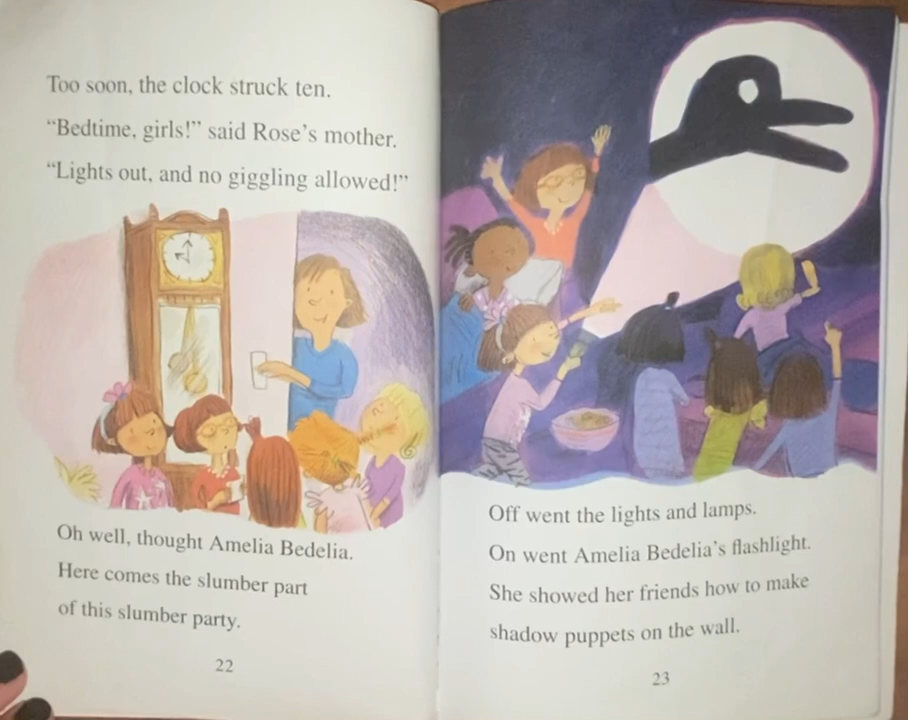 Too soon, the clock struck ten.
“Bedtime, girls!” said Rose’s mother.
“Lights out, and no giggling allowed!”
Oh well, thought Amelia Bedelia.
Here comes the slumber part
of this slumber party.
22
Off went the lights and lamps.
On went Amelia Bedelia’s flashlight.
She showed her friends how to make
shadow puppets on the wall.
23